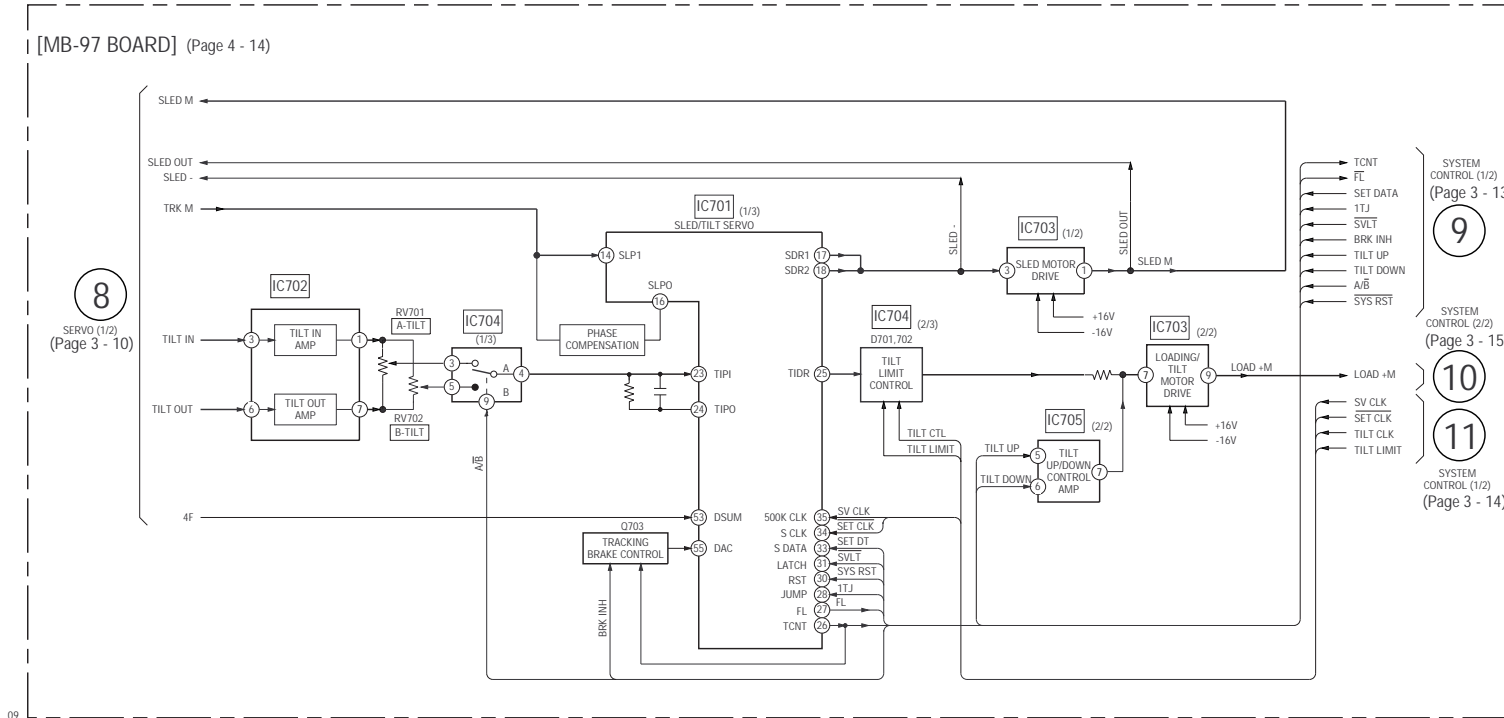 [MB-97 BOARD] (Page 4 - 14)
SLED M
SLED OUT
SLED -
TRK M
8
SERVO (1/2)
(Page 3 - 10)
TILT IN
TILT OUT
4F
IC702
3
TILT IN
AMP
1
6
TILT OUT
AMP
7
RV701
A-TILT
RV702
B-TILT
IC704
(1/3)
3
5
A
B
4
9
A/B̅
IC701 (1/3)
SLED/TILT SERVO
14 SLP1
SLPO
16
PHASE
COMPENSATION
23 TIPI
24 TIPO
53 DSUM
55 DAC
Q703
TRACKING
BRAKE CONTROL
BRK INH
SDR1 17
SDR2 18
TIDR 25
500K CLK 35 SV CLK
S CLK 34 S̅E̅T̅ ̅C̅L̅K̅
S DATA 33 SET DT
LATCH 31 S̅V̅L̅T̅
RST 30 SYS RST
JUMP 28 1TJ
FL 27 FL
TCNT 26
SLED -
IC703 (1/2)
3
SLED MOTOR
DRIVE
1
+16V
-16V
SLED OUT
SLED M
IC704 (2/3)
D701,702
TILT
LIMIT
CONTROL
TILT CTL
TILT LIMIT
IC703 (2/2)
7
LOADING/
TILT
MOTOR
DRIVE
9
LOAD +M
+16V
-16V
IC705 (2/2)
TILT UP
TILT DOWN
5
6
TILT
UP/DOWN
CONTROL
AMP
7
TCNT
F̅L̅
SET DATA
1TJ
S̅V̅L̅T̅
BRK INH
TILT UP
TILT DOWN
A/B̅
S̅Y̅S̅ ̅R̅S̅T̅
SYSTEM
CONTROL (1/2)
(Page 3 - 13
9
SYSTEM
CONTROL (2/2)
(Page 3 - 15
LOAD +M
10
SV CLK
S̅E̅T̅ ̅C̅L̅K̅
TILT CLK
TILT LIMIT
11
SYSTEM
CONTROL (1/2)
(Page 3 - 14)
09